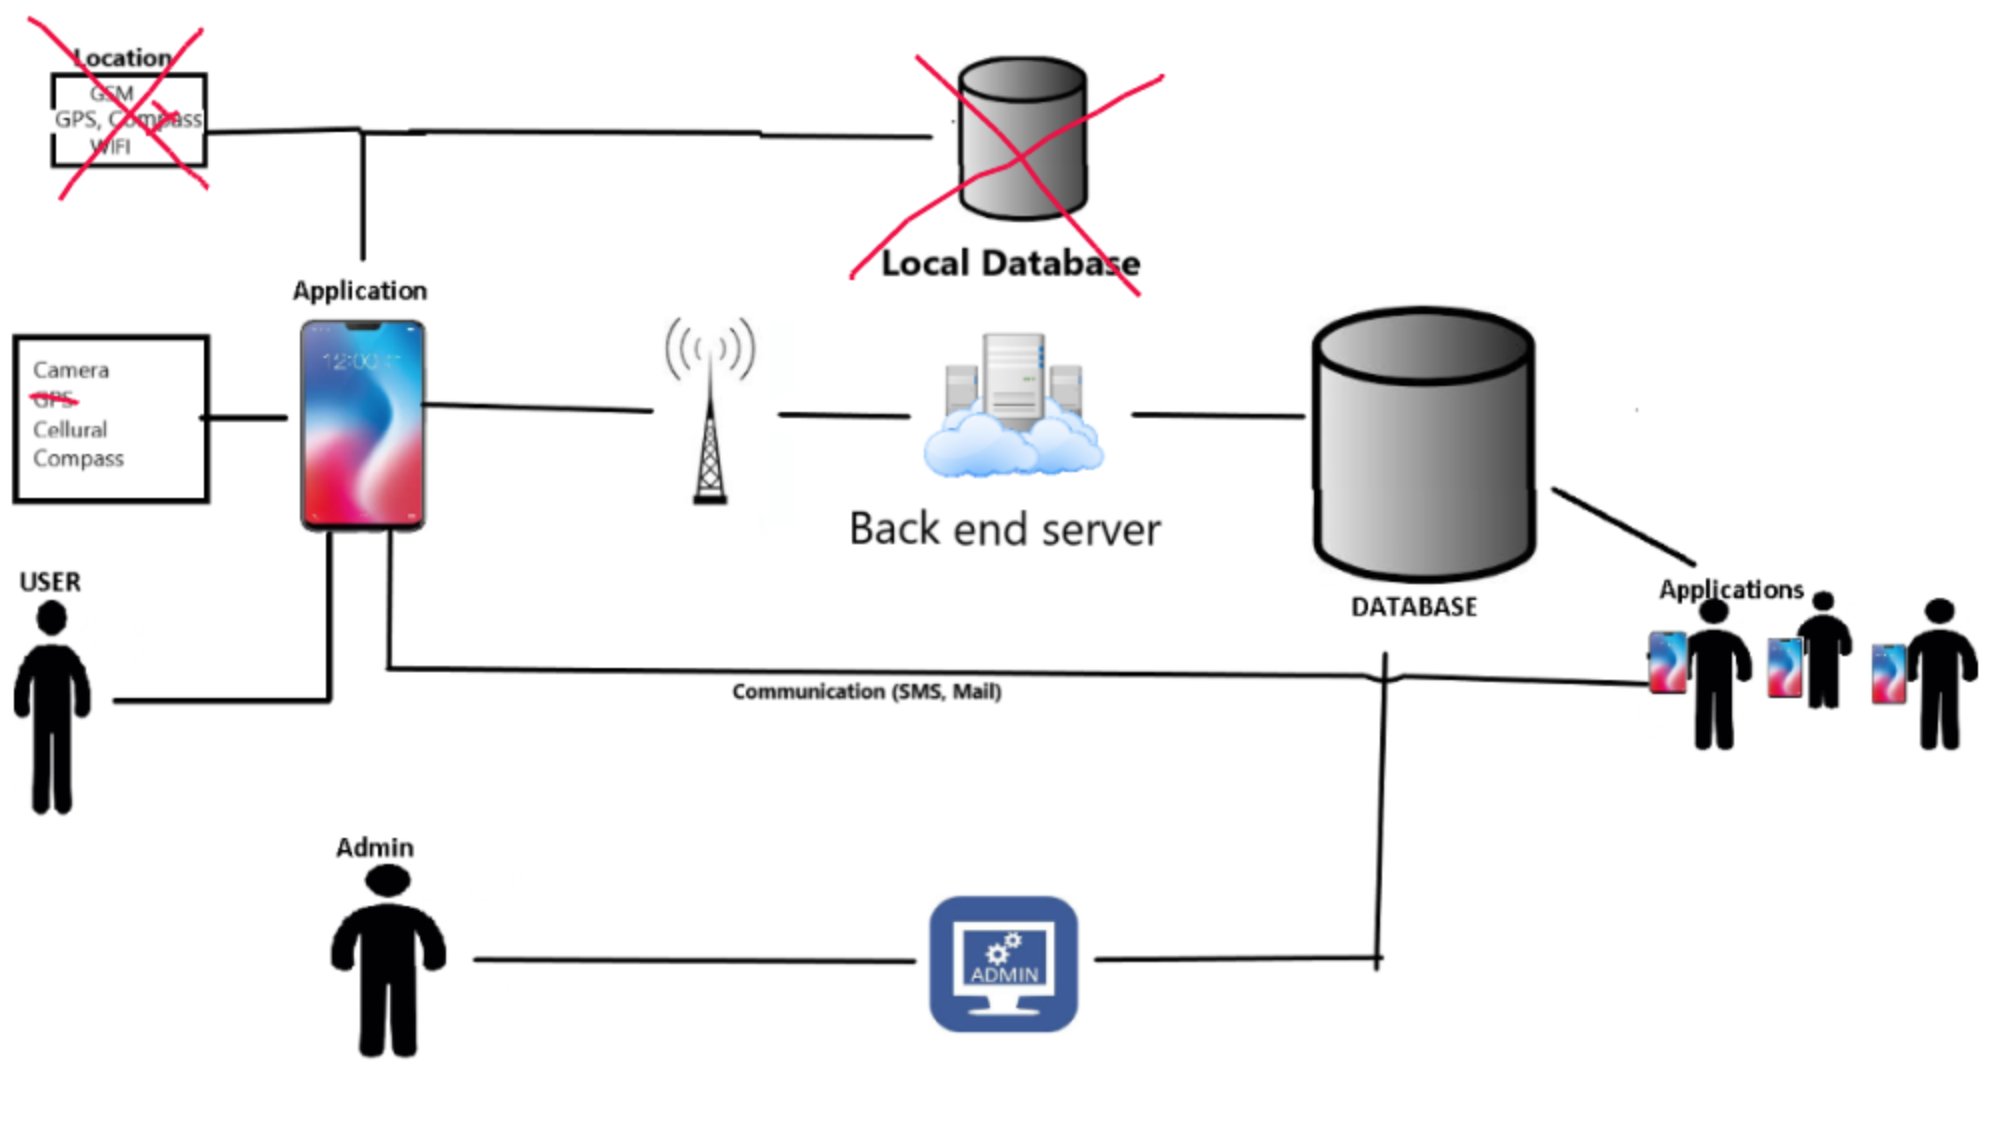 Location
GSM
GPS, Compass
WIFI
Local Database
Application
12:00
Camera
GPS
Cellural
Compass
Back end server
USER
DATABASE
Applications
Communication (SMS, Mail)
Admin
ADMIN